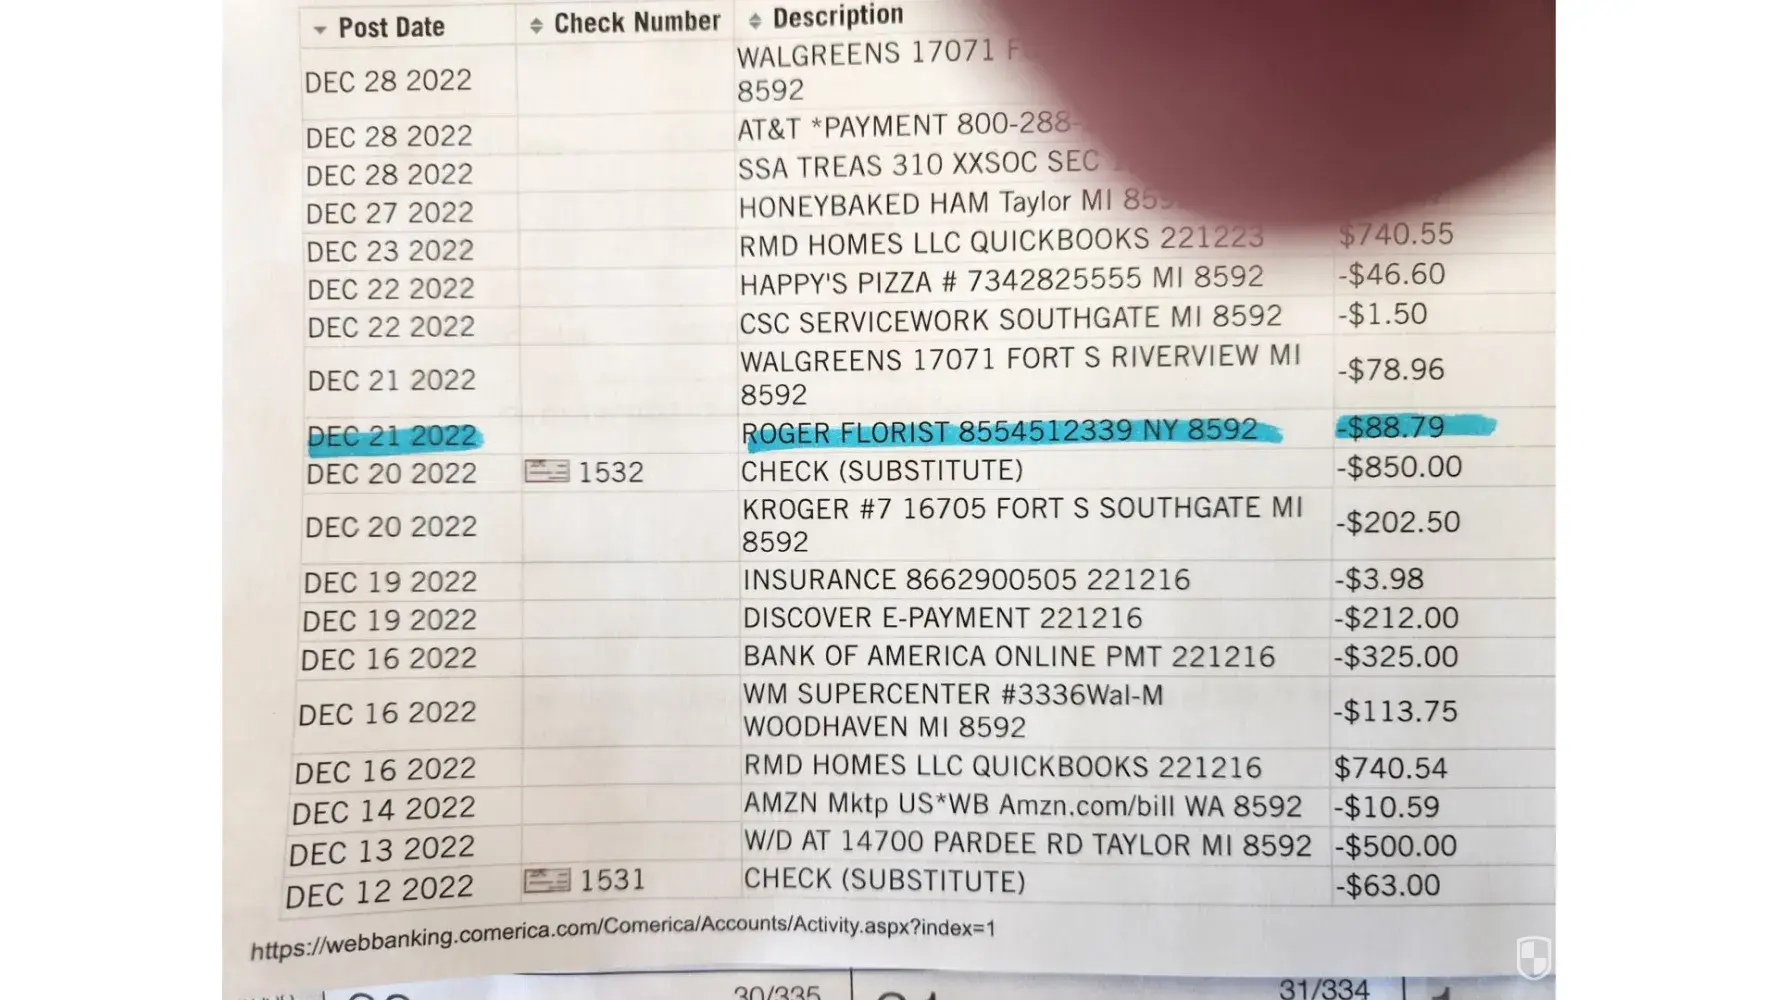 Post Date Check Number Description
DEC 28 2022 WALGREENS 17071
8592
DEC 28 2022 AT&T *PAYMENT 800-288-
DEC 28 2022 SSA TREAS 310 XXSOC SEC
DEC 27 2022 HONEYBAKED HAM Taylor MI
DEC 23 2022 RMD HOMES LLC QUICKBOOKS 221223 $740.55
DEC 22 2022 HAPPY'S PIZZA # 7342825555 MI 8592 -$46.60
DEC 22 2022 CSC SERVICEWORK SOUTHGATE MI 8592 -$1.50
DEC 21 2022 WALGREENS 17071 FORT S RIVERVIEW MI -$78.96
8592
DEC 21 2022 ROGER FLORIST 8554512339 NY 8592 -$88.79
DEC 20 2022 1532 CHECK (SUBSTITUTE) -$850.00
DEC 20 2022 KROGER #7 16705 FORT S SOUTHGATE MI -$202.50
8592
DEC 19 2022 INSURANCE 8662900505 221216 -$3.98
DEC 19 2022 DISCOVER E-PAYMENT 221216 -$212.00
DEC 16 2022 BANK OF AMERICA ONLINE PMT 221216 -$325.00
DEC 16 2022 WM SUPERCENTER #3336Wal-M -$113.75
WOODHAVEN MI 8592
DEC 16 2022 RMD HOMES LLC QUICKBOOKS 221216 $740.54
DEC 14 2022 AMZN Mktp US*WB Amzn.com/bill WA 8592 -$10.59
DEC 13 2022 W/D AT 14700 PARDEE RD TAYLOR MI 8592 -$500.00
DEC 12 2022 1531 CHECK (SUBSTITUTE) -$63.00
https://webbanking.comerica.com/Comerica/Accounts/Activity.aspx?index=1
30/335 31/334